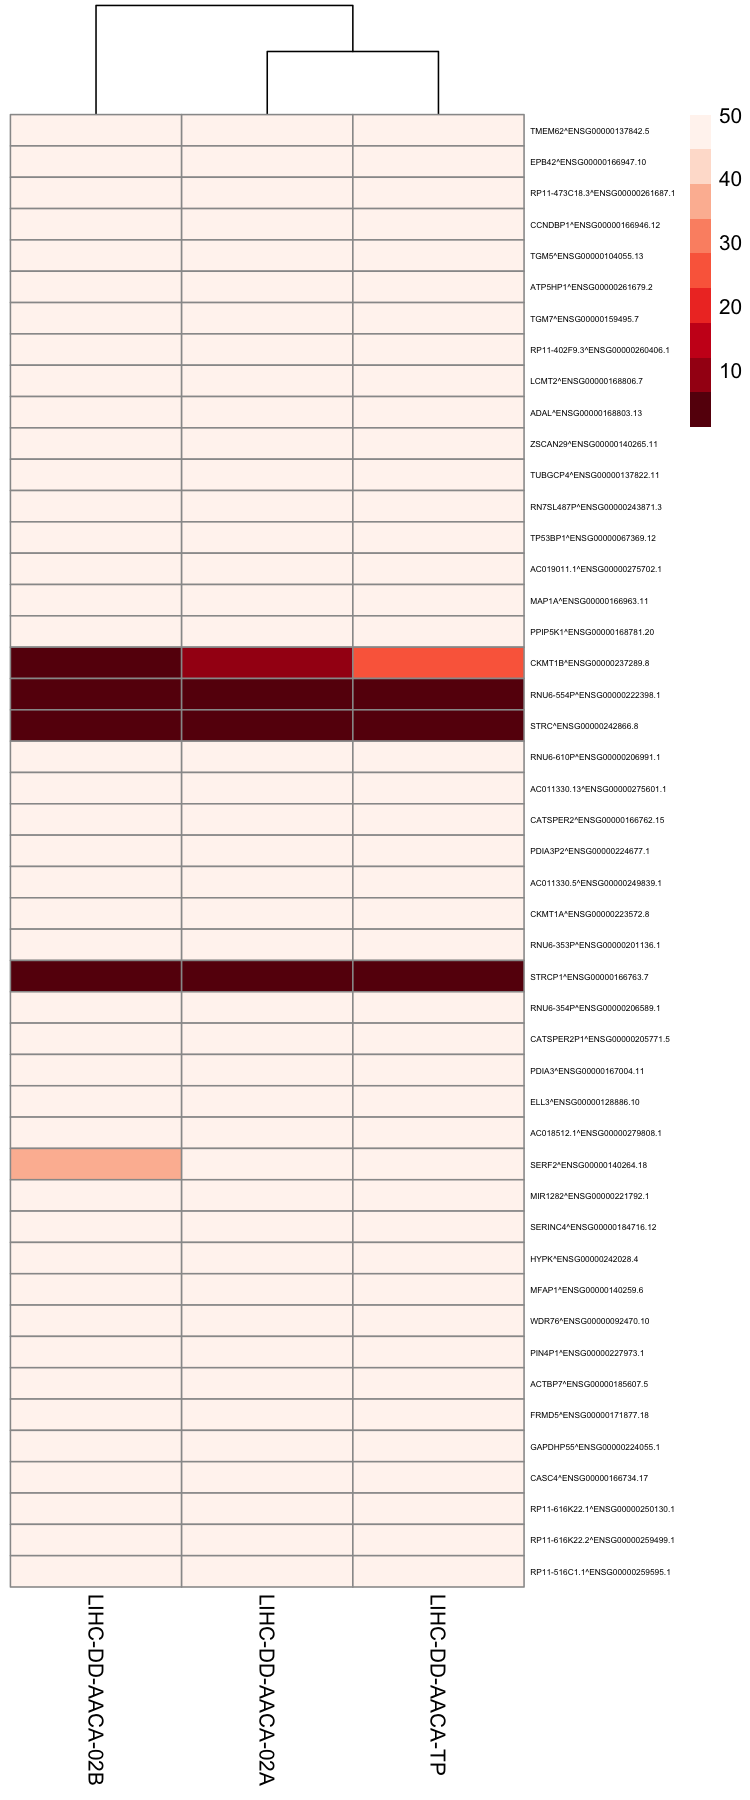 50
40
30
20
10
TMEM62^ENSG00000137842.5
EPB42^ENSG00000166947.10
RP11-473C18.3^ENSG00000261687.1
CCNDBP1^ENSG00000166946.12
TGM5^ENSG00000104055.13
ATP5HP1^ENSG00000261679.2
TGM7^ENSG00000159495.7
RP11-402F9.3^ENSG00000260406.1
LCMT2^ENSG00000168806.7
ADAL^ENSG00000168803.13
ZSCAN29^ENSG00000140265.11
TUBGCP4^ENSG00000137822.11
RN7SL487P^ENSG00000243871.3
TP53BP1^ENSG00000067369.12
AC019011.1^ENSG00000275702.1
MAP1A^ENSG00000166963.11
PPIP5K1^ENSG00000168781.20
CKMT1B^ENSG00000237289.8
RNU6-554P^ENSG00000222398.1
STRC^ENSG00000242866.8
RNU6-610P^ENSG00000206991.1
AC011330.13^ENSG00000275601.1
CATSPER2^ENSG00000166762.15
PDIA3P2^ENSG00000224677.1
AC011330.5^ENSG00000249839.1
CKMT1A^ENSG00000223572.8
RNU6-353P^ENSG00000201136.1
STRCP1^ENSG00000166763.7
RNU6-354P^ENSG00000206589.1
CATSPER2P1^ENSG00000205771.5
PDIA3^ENSG00000167004.11
ELL3^ENSG00000128886.10
AC018512.1^ENSG00000279808.1
SERF2^ENSG00000140264.18
MIR1282^ENSG00000221792.1
SERINC4^ENSG00000184716.12
HYPK^ENSG00000242028.4
MFAP1^ENSG00000140259.6
WDR76^ENSG00000092470.10
PIN4P1^ENSG00000227973.1
ACTBP7^ENSG00000185607.5
FRMD5^ENSG00000171877.18
GAPDHP55^ENSG00000224055.1
CASC4^ENSG00000166734.17
RP11-616K22.1^ENSG00000250130.1
RP11-616K22.2^ENSG00000259499.1
RP11-516C1.1^ENSG00000259595.1
LIHC-DD-AACA-02B
LIHC-DD-AACA-02A
LIHC-DD-AACA-TP